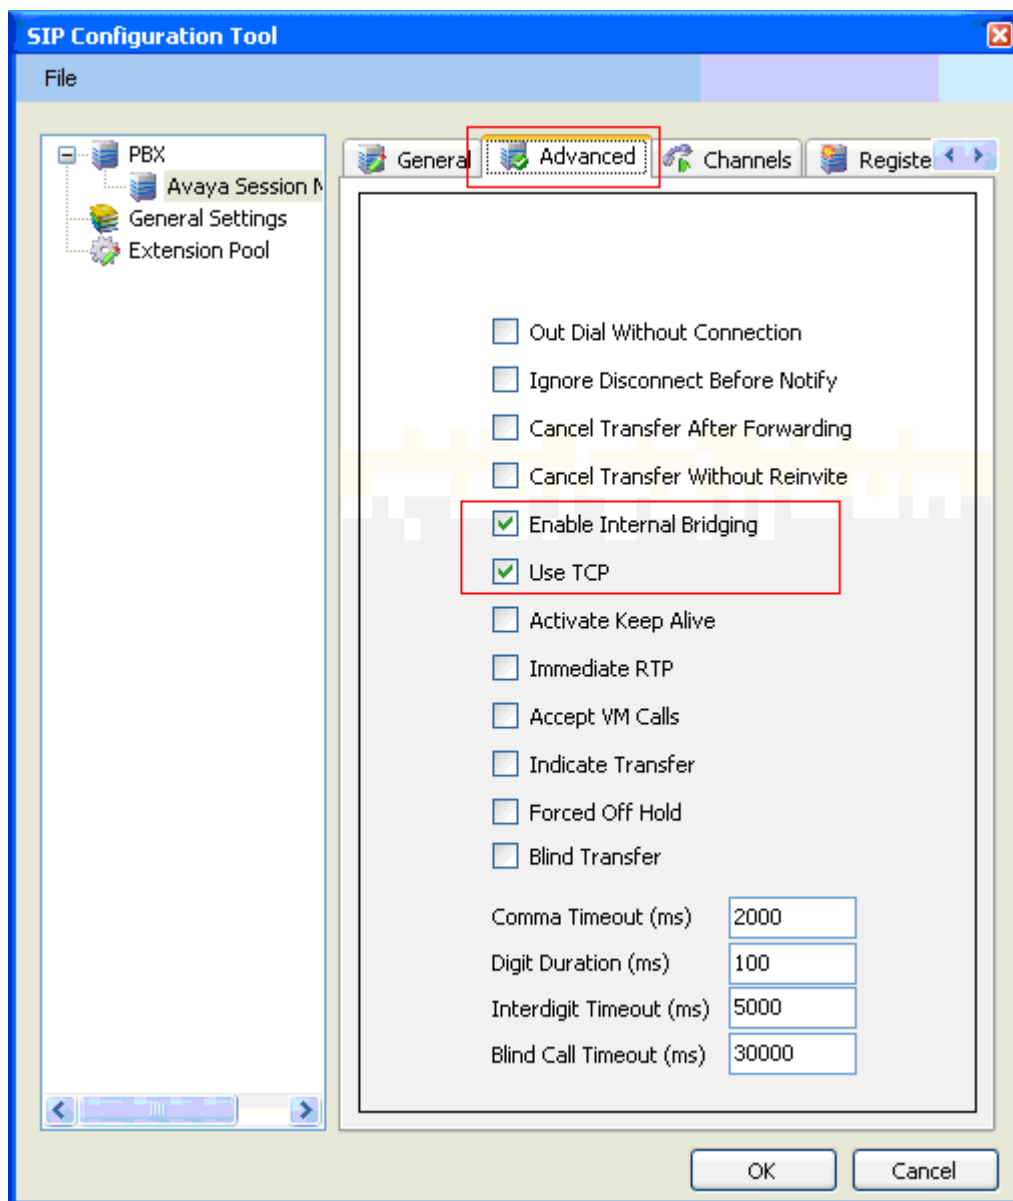 SIP Configuration Tool
File
PBX
Avaya Session
General Settings
Extension Pool
General
Advanced
Channels
Registe
Out Dial Without Connection
Ignore Disconnect Before Notify
Cancel Transfer After Forwarding
Cancel Transfer Without Reinvite
Enable Internal Bridging
Use TCP
Activate Keep Alive
Immediate RTP
Accept VM Calls
Indicate Transfer
Forced Off Hold
Blind Transfer
Comma Timeout (ms) 2000
Digit Duration (ms) 100
Interdigit Timeout (ms) 5000
Blind Call Timeout (ms) 30000
OK Cancel